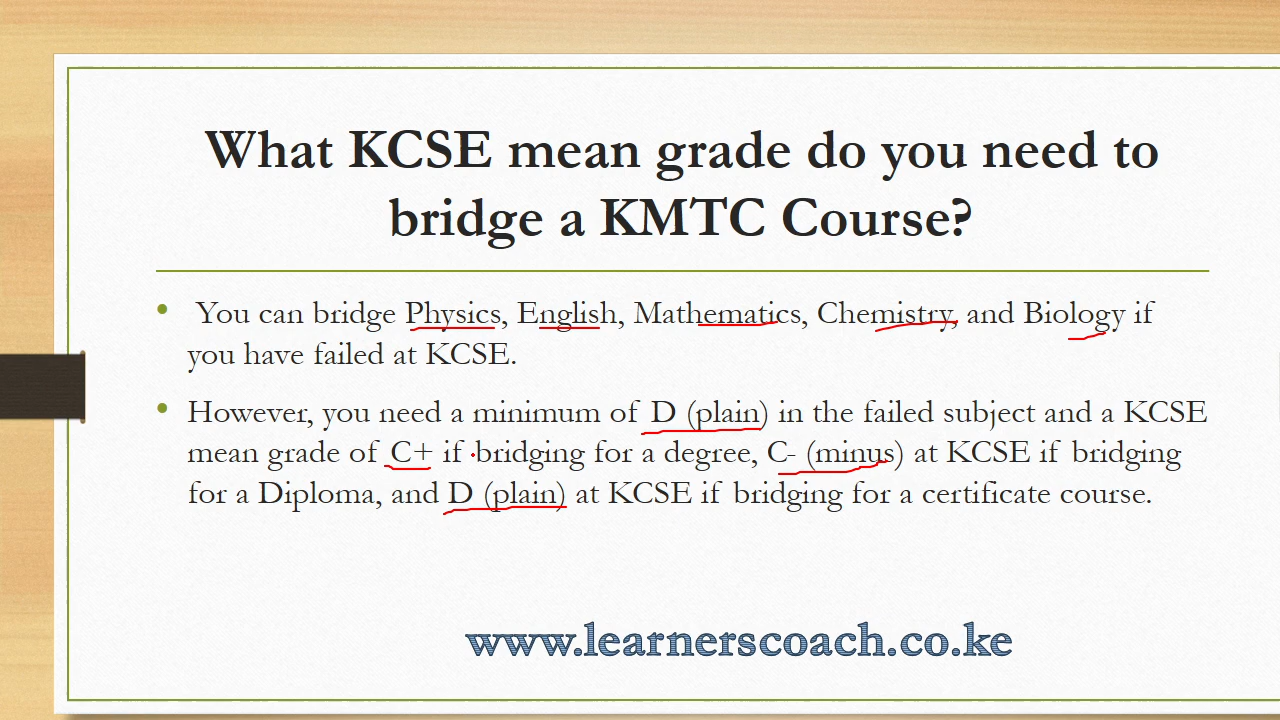 What KCSE mean grade do you need to
bridge a KMTC Course?
• You can bridge Physics, English, Mathematics, Chemistry, and Biology if
you have failed at KCSE.
• However, you need a minimum of D (plain) in the failed subject and a KCSE
mean grade of C+ if bridging for a degree, C- (minus) at KCSE if bridging
for a Diploma, and D (plain) at KCSE if bridging for a certificate course.
www.learnerscoach.co.ke